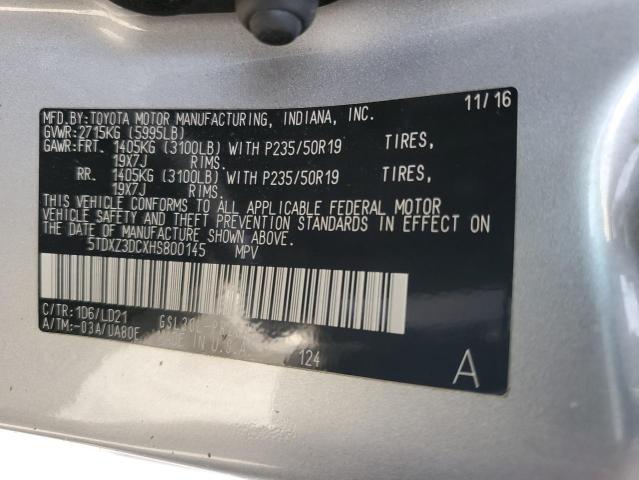 MFD. BY: TOYOTA MOTOR MANUFACTURING, INDIANA, INC. 11/16
GVWR: 2715KG (5995LB)
GAWR: FRT. 1405KG (3100LB) WITH P235/50R19 TIRES,
19X7J RIMS.
RR. 1405KG (3100LB) WITH P235/50R19 TIRES,
19X7J RIMS.
THIS VEHICLE CONFORMS TO ALL APPLICABLE FEDERAL MOTOR
VEHICLE SAFETY AND THEFT PREVENTION STANDARDS IN EFFECT ON
THE DATE OF MANUFACTURE SHOWN ABOVE.
5TDXZ3DCXHS800145 MPV
C/TR: 1D6/LD21
A/TM: -03A/UA80E MADE IN U.S.A. 124
A